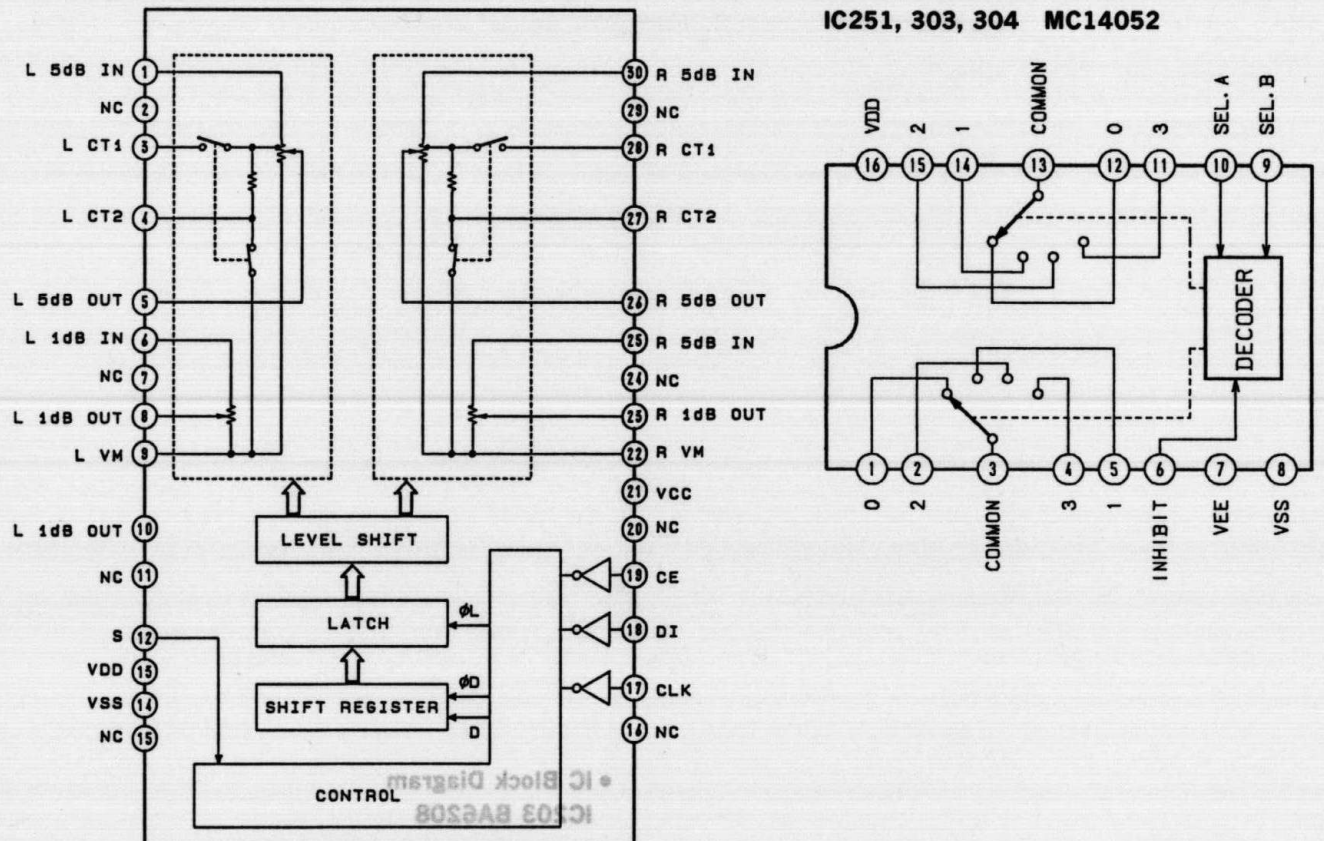 L 5dB IN 1
NC 2
L CT1 3
L CT2 4
L 5dB OUT 5
L 1dB IN 6
NC 7
L 1dB OUT 8
L VM 9
L 1dB OUT 10
NC 11
S 12
VDD 15
VSS 14
NC 15
30 R 5dB IN
29 NC
28 R CT1
27 R CT2
26 R 5dB OUT
25 R 5dB IN
24 NC
23 R 1dB OUT
22 R VM
21 VCC
20 NC
19 CE
18 DI
17 CLK
16 NC
LEVEL SHIFT
LATCH
øL
SHIFT REGISTER
øD
D
CONTROL
● IC Block Diagram
IC203 BA6208
IC251, 303, 304 MC14052
VDD 2 1 COMMON 0 3 SEL. A SEL. B
16 15 14 13 12 11 10 9
DECODER
1 2 3 4 5 6 7 8
0 2 COMMON 3 1 INHIBIT VEE VSS